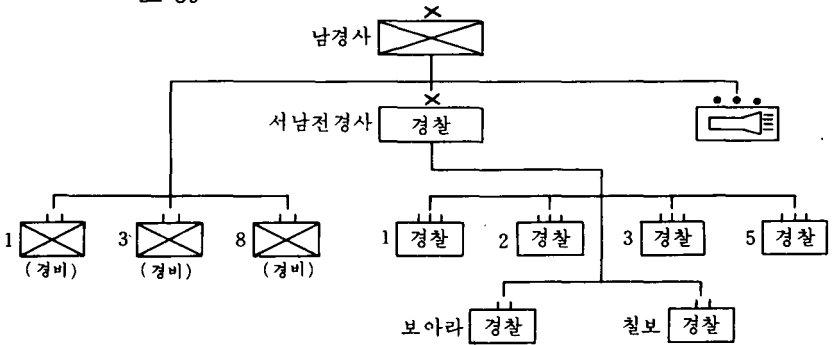 남경사
서남전경사 경찰
1 3 8 1 경찰 2 경찰 3 경찰 5 경찰
(경비) (경비) (경비)
보아라 경찰 칠보 경찰